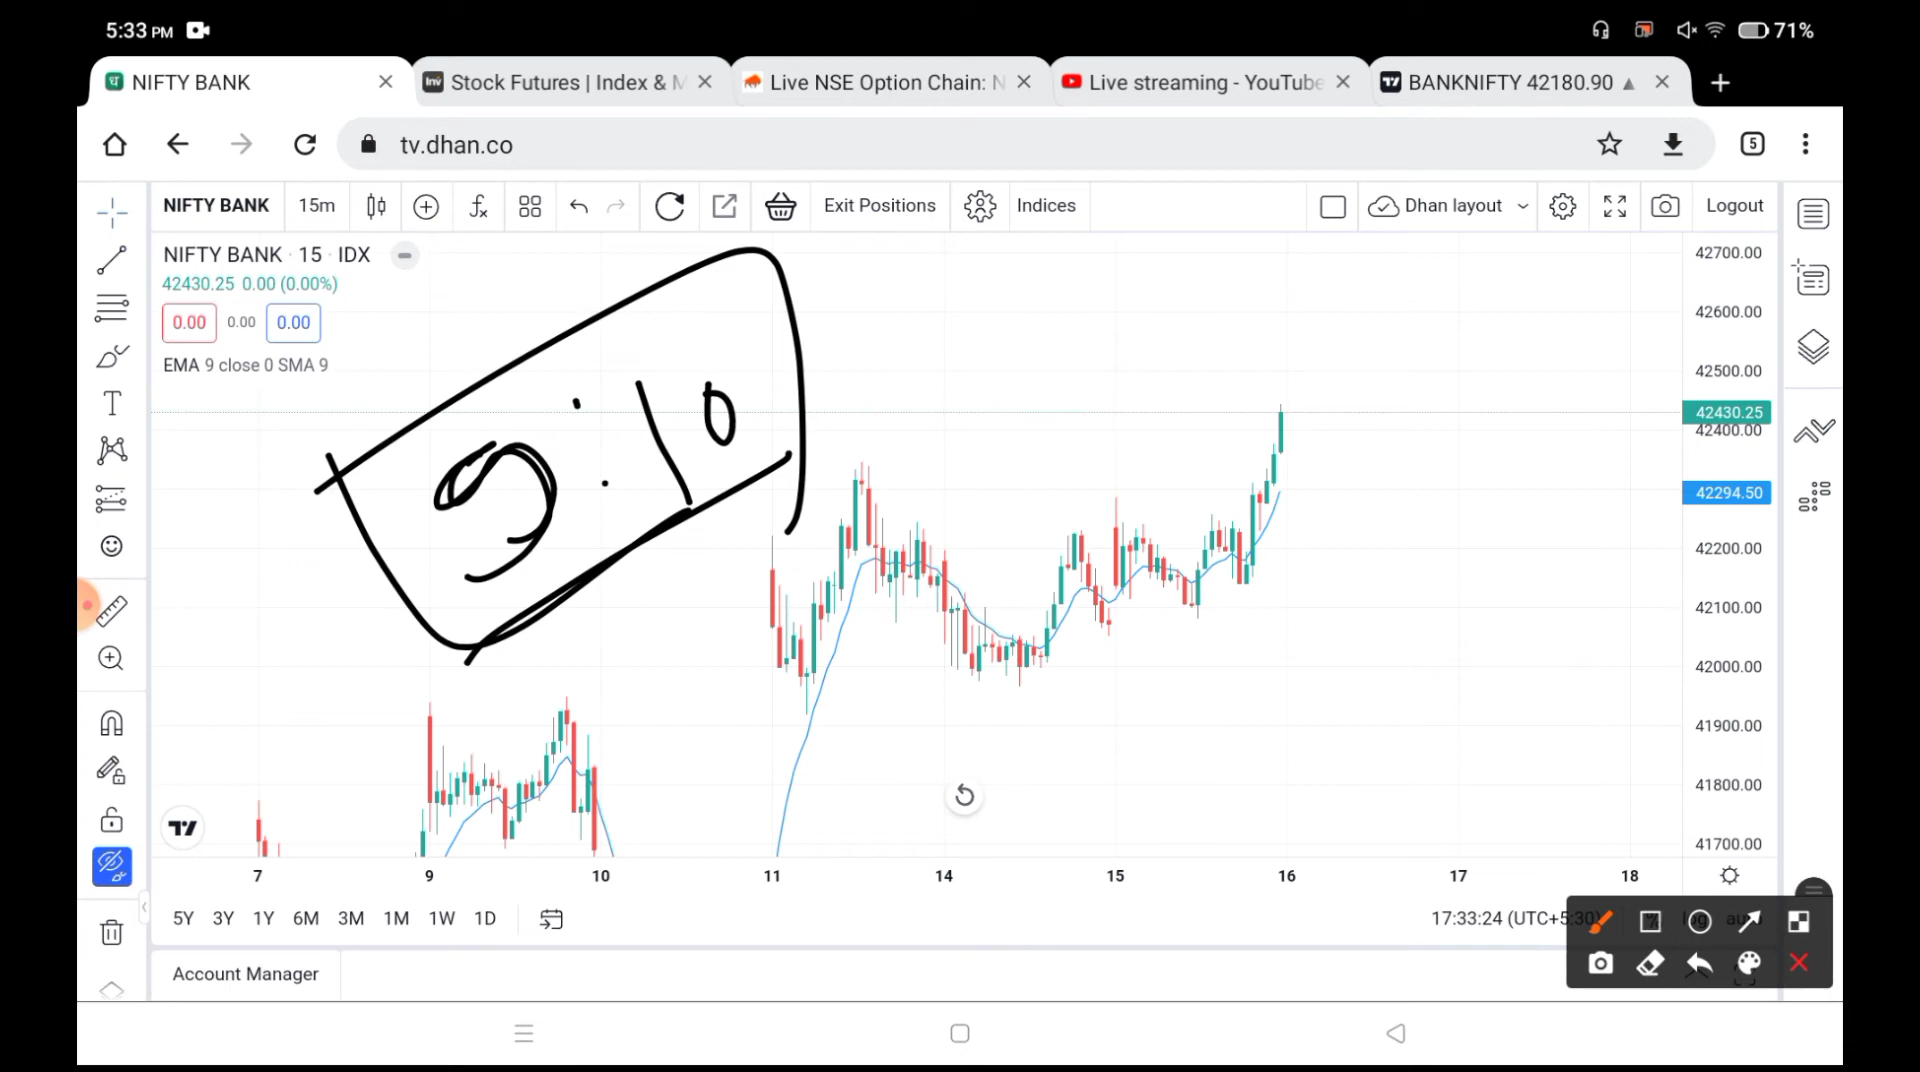 5:33 PM 71%
NIFTY BANK Stock Futures | Index & M Live NSE Option Chain: N Live streaming - YouTube BANKNIFTY 42180.90 ▲
tv.dhan.co 5
NIFTY BANK 15m fx Exit Positions Indices Dhan layout Logout
NIFTY BANK · 15 · IDX
42430.25 0.00 (0.00%)
0.00 0.00 0.00
EMA 9 close 0 SMA 9
9:10
42700.00
42600.00
42500.00
42430.25
42400.00
42294.50
42200.00
42100.00
42000.00
41900.00
41800.00
41700.00
7 9 10 11 14 15 16 17 18
5Y 3Y 1Y 6M 3M 1M 1W 1D 17:33:24 (UTC+5:30)
Account Manager